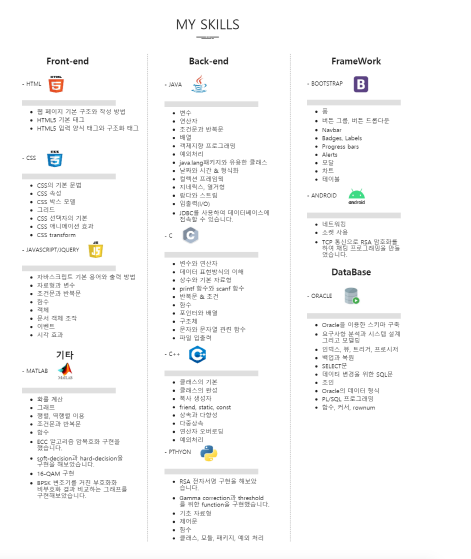 MY SKILLS
Front-end
- HTML
• 웹 페이지 기본 구조와 작성 방법
• HTML5 기본 태그
• HTML5 입력 양식 태그와 구조화 태그
- CSS
• CSS의 기본 문법
• CSS 속성
• CSS 박스 모델
• 그리드
• CSS 선택자의 기본
• CSS 애니메이션 효과
• CSS transform
- JAVASCRIPT/JQUERY
• 자바스크립트 기본 용어와 출력 방법
• 자료형과 변수
• 조건문과 반복문
• 함수
• 객체
• 문서 객체 조작
• 이벤트
• 시각 효과
기타
- MATLAB
• 확률 계산
• 그래프
• 행렬, 역행렬 이용
• 조건문과 반복문
• 함수
• ECC 알고리즘 암복호화 구현을
했습니다.
• soft-decision과 hard-decision을
구현을 해보았습니다.
• 16-QAM 구현
• BPSK 변조기를 거친 부호화와
비부호화 결과 비교하는 그래프를
구현해보았습니다.
Back-end
- JAVA
• 변수
• 연산자
• 조건문과 반복문
• 배열
• 객체지향 프로그래밍
• 예외처리
• java.lang패키지와 유용한 클래스
• 날짜와 시간 & 형식화
• 컬렉션 프레임웍
• 지네릭스, 열거형
• 람다와 스트림
• 입출력(I/O)
• JDBC를 사용하여 데이터베이스에
접속할 수 있습니다.
- C
• 변수와 연산자
• 데이터 표현방식의 이해
• 상수와 기본 자료형
• printf 함수와 scanf 함수
• 반복문 & 조건
• 함수
• 포인터와 배열
• 구조체
• 문자와 문자열 관련 함수
• 파일 입출력
- C++
• 클래스의 기본
• 클래스의 완성
• 복사 생성자
• friend, static, const
• 상속과 다형성
• 다중상속
• 연산자 오버로딩
• 예외처리
- PTHYON
• RSA 전자서명 구현을 해보았
습니다.
• Gamma correction과 threshold
를 위한 function을 구현했습니다.
• 기초 자료형
• 제어문
• 함수
• 클래스, 모듈, 패키지, 예외 처리
FrameWork
- BOOTSTRAP
• 폼
• 버튼 그룹, 버튼 드롭다운
• Navbar
• Badges, Labels
• Progress bars
• Alerts
• 모달
• 차트
• 테이블
- ANDROID
• 네트워킹
• 소켓 사용
• TCP 통신으로 RSA 암호화를
하여 채팅 프로그래밍을 만들
었습니다.
DataBase
- ORACLE
• Oracle를 이용한 스키마 구축
• 요구사항 분석과 시스템 설계
그리고 모델링
• 인덱스, 뷰, 트리거, 프로시저
• 백업과 복원
• SELECT문
• 데이터 변경을 위한 SQL문
• 조인
• Oracle의 데이터 형식
• PL/SQL 프로그래밍
• 함수, 커서, rownum